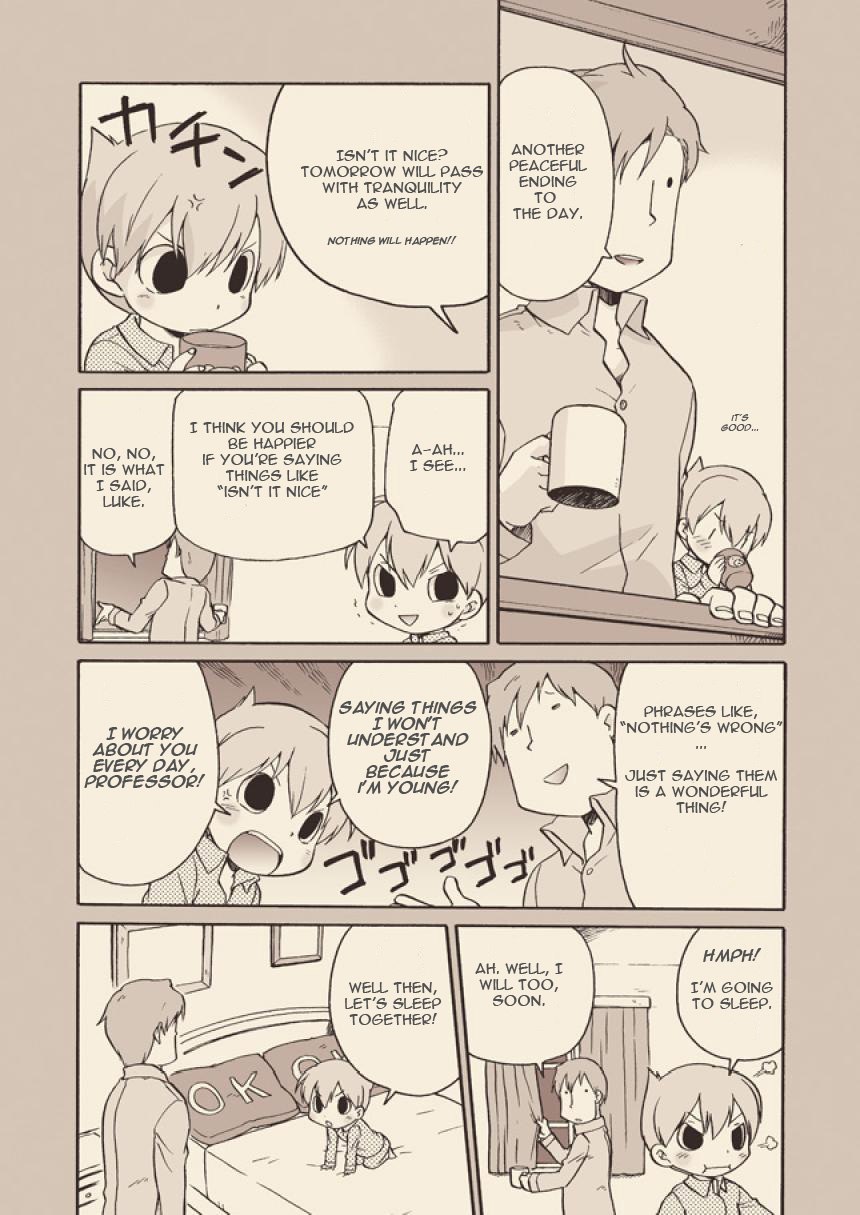 ANOTHER
PEACEFUL
ENDING
TO
THE DAY.
IT'S
GOOD...
ISN'T IT NICE?
TOMORROW WILL PASS
WITH TRANQUILITY
AS WELL.
NOTHING WILL HAPPEN!!
カチン
A-AH...
I SEE...
I THINK YOU SHOULD
BE HAPPIER
IF YOU'RE SAYING
THINGS LIKE
"ISN'T IT NICE"
NO, NO,
IT IS WHAT
I SAID,
LUKE.
PHRASES LIKE,
"NOTHING'S WRONG"
...
JUST SAYING THEM
IS A WONDERFUL
THING!
SAYING THINGS
I WON'T
UNDERSTAND
JUST
BECAUSE
I'M YOUNG!
ゴゴゴゴゴ
I WORRY
ABOUT YOU
EVERY DAY,
PROFESSOR!
HMPH!
I'M GOING
TO SLEEP.
AH. WELL, I
WILL TOO,
SOON.
WELL THEN,
LET'S SLEEP
TOGETHER!
OK